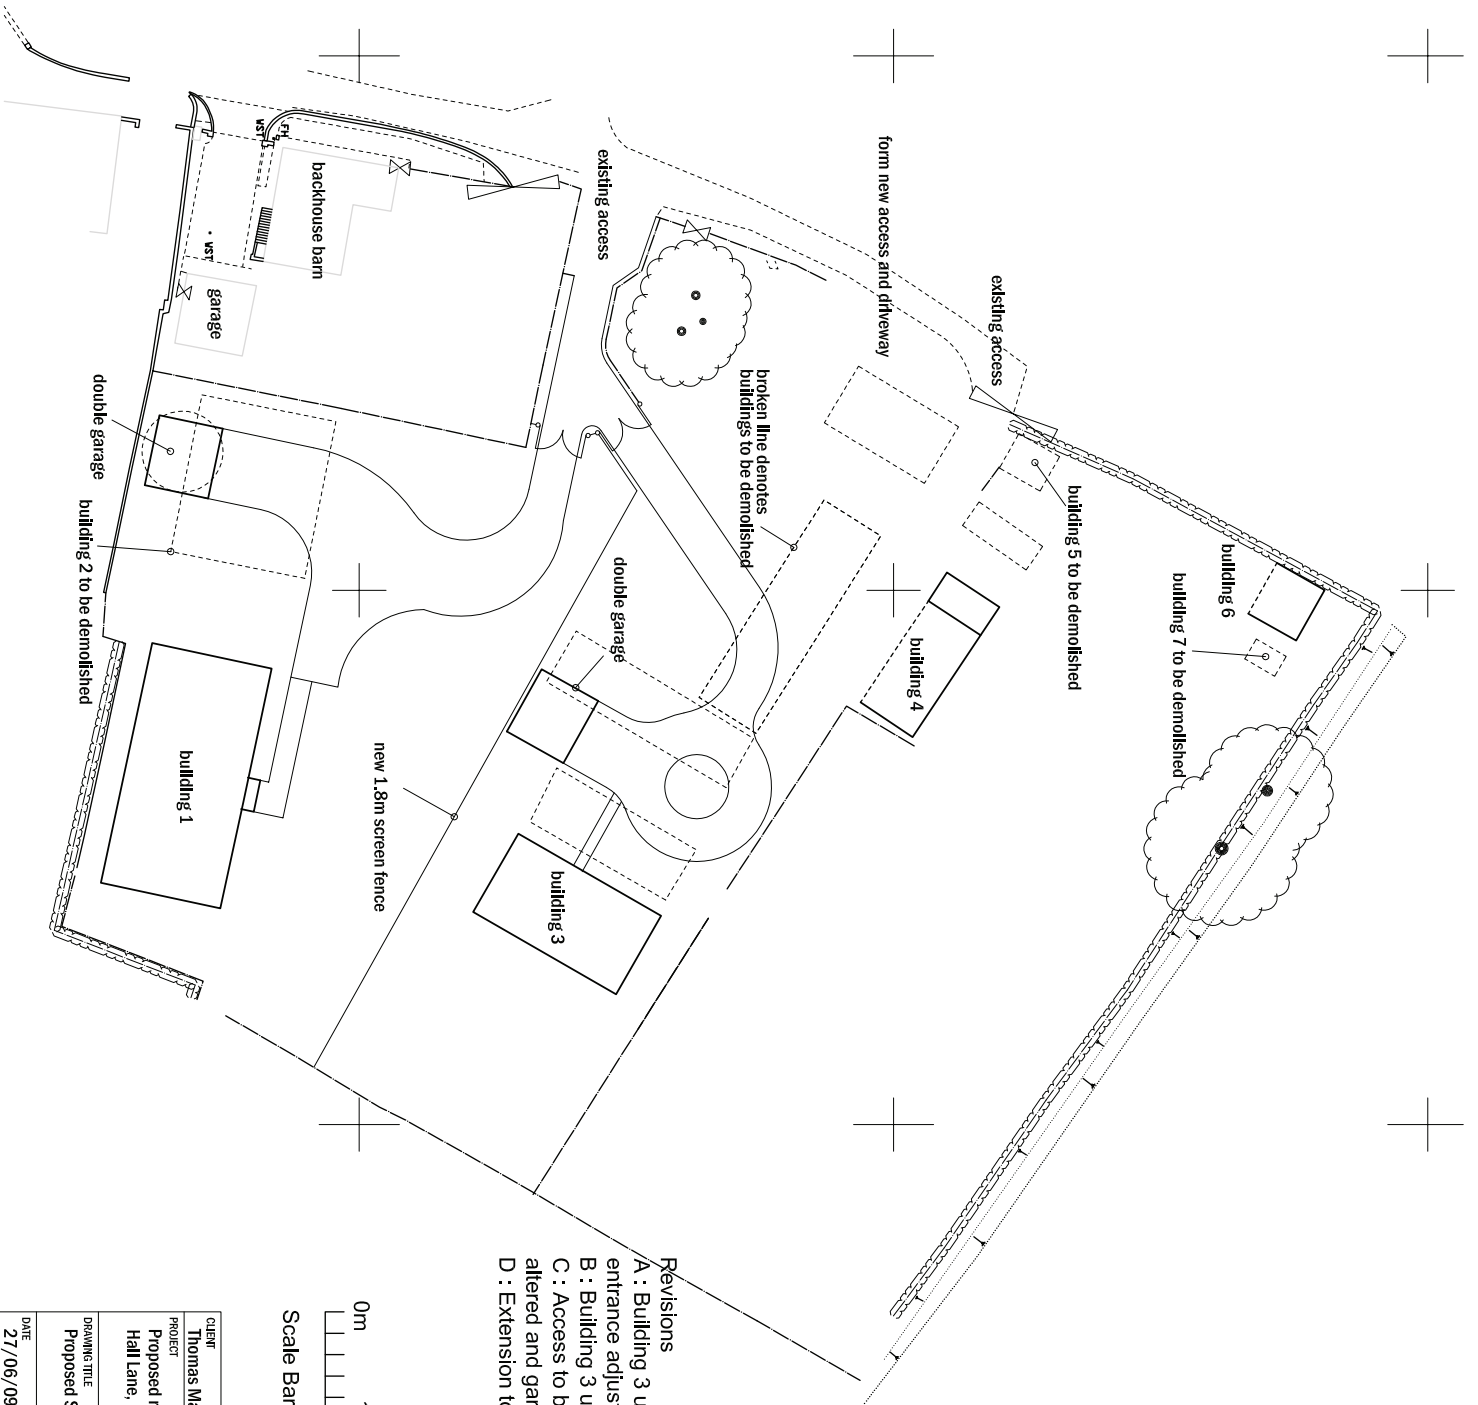 existing access
form new access and driveway
existing access
FH
WST
backhouse barn
WST
garage
broken line denotes
buildings to be demolished
double garage
building 2 to be demolished
double garage
building 5 to be demolished
building 6
building 7 to be demolished
building 4
building 1
new 1.8m screen fence
building 3
Revisions
A : Building 3 u
entrance adjus
B : Building 3 u
C : Access to b
altered and gar
D : Extension to
0m
Scale Bar
CLIENT
Thomas Ma
PROJECT
Proposed r
Hall Lane,
DRAWING TITLE
Proposed S
DATE
27/06/09